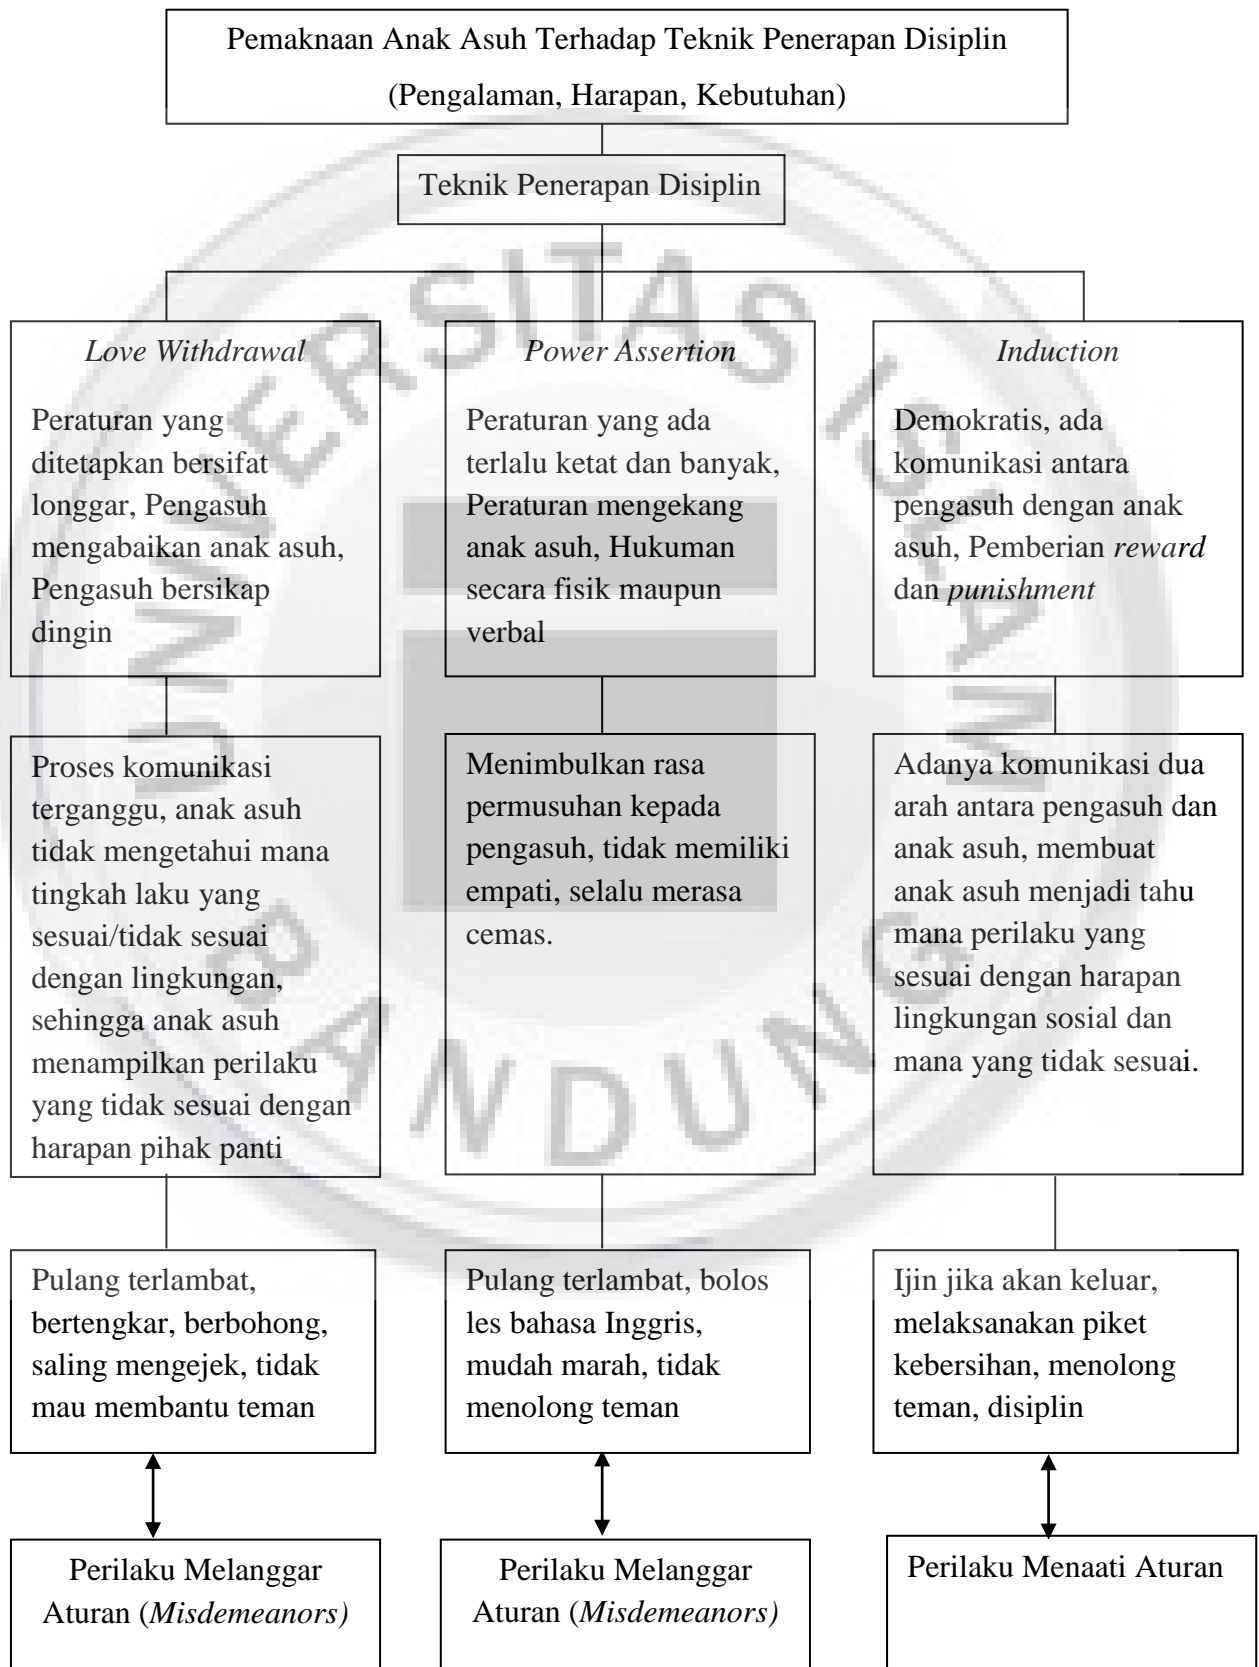 Pemaknaan Anak Asuh Terhadap Teknik Penerapan Disiplin
(Pengalaman, Harapan, Kebutuhan)
Teknik Penerapan Disiplin
Love Withdrawal
Peraturan yang
ditetapkan bersifat
longgar, Pengasuh
mengabaikan anak asuh,
Pengasuh bersikap
dingin
Power Assertion
Peraturan yang ada
terlalu ketat dan banyak,
Peraturan mengekang
anak asuh, Hukuman
secara fisik maupun
verbal
Induction
Demokratis, ada
komunikasi antara
pengasuh dengan anak
asuh, Pemberian reward
dan punishment
Proses komunikasi
terganggu, anak asuh
tidak mengetahui mana
tingkah laku yang
sesuai/tidak sesuai
dengan lingkungan,
sehingga anak asuh
menampilkan perilaku
yang tidak sesuai dengan
harapan pihak panti
Menimbulkan rasa
permusuhan kepada
pengasuh, tidak memiliki
empati, selalu merasa
cemas.
Adanya komunikasi dua
arah antara pengasuh dan
anak asuh, membuat
anak asuh menjadi tahu
mana perilaku yang
sesuai dengan harapan
lingkungan sosial dan
mana yang tidak sesuai.
Pulang terlambat,
bertengkar, berbohong,
saling mengejek, tidak
mau membantu teman
Pulang terlambat, bolos
les bahasa Inggris,
mudah marah, tidak
menolong teman
Ijin jika akan keluar,
melaksanakan piket
kebersihan, menolong
teman, disiplin
Perilaku Melanggar
Aturan (Misdemeanors)
Perilaku Melanggar
Aturan (Misdemeanors)
Perilaku Menaati Aturan
UNIVERSITAS ISLAM
BANDUNG